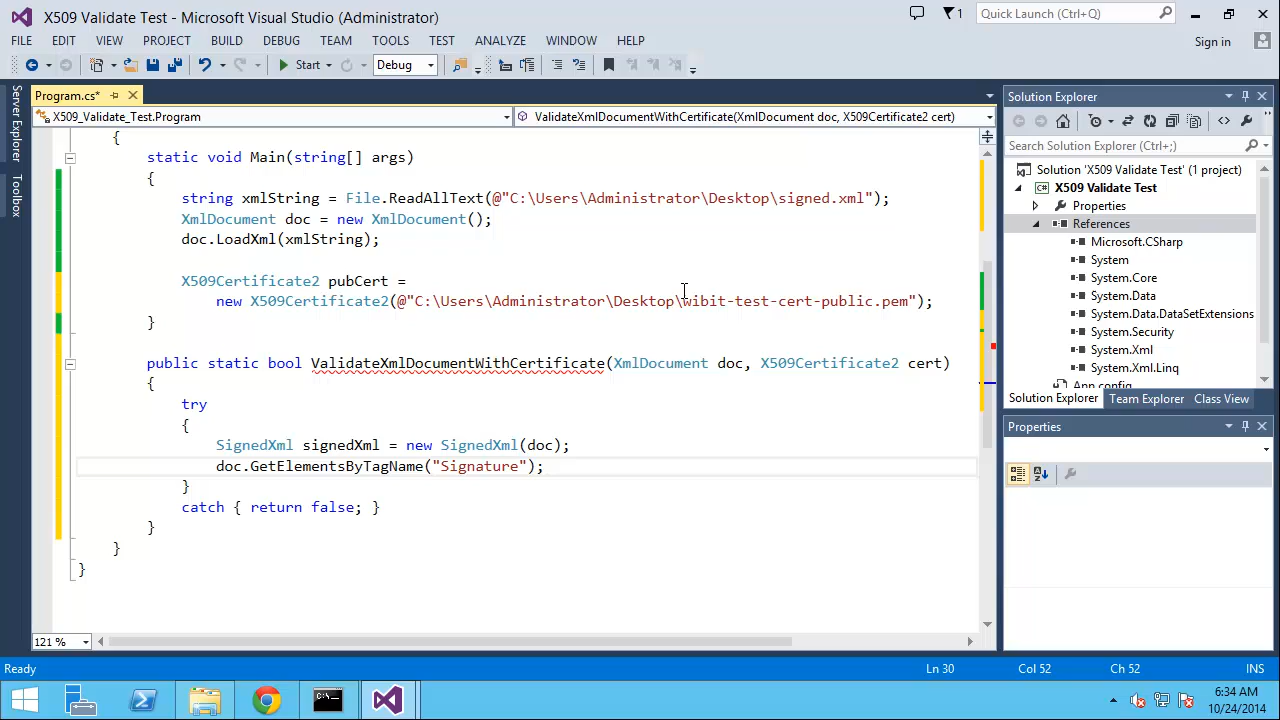 X509 Validate Test - Microsoft Visual Studio (Administrator)
1
Quick Launch (Ctrl+Q)
FILE EDIT VIEW PROJECT BUILD DEBUG TEAM TOOLS TEST ANALYZE WINDOW HELP
Sign in
Start
Debug
Server Explorer
Toolbox
Program.cs*
X509_Validate_Test.Program
ValidateXmlDocumentWithCertificate(XmlDocument doc, X509Certificate2 cert)
{
static void Main(string[] args)
{
string xmlString = File.ReadAllText(@"C:\Users\Administrator\Desktop\signed.xml");
XmlDocument doc = new XmlDocument();
doc.LoadXml(xmlString);
X509Certificate2 pubCert =
new X509Certificate2(@"C:\Users\Administrator\Desktop\wibit-test-cert-public.pem");
}
public static bool ValidateXmlDocumentWithCertificate(XmlDocument doc, X509Certificate2 cert)
{
try
{
SignedXml signedXml = new SignedXml(doc);
doc.GetElementsByTagName("Signature");
}
catch { return false; }
}
}
}
121 %
Solution Explorer
Search Solution Explorer (Ctrl+;)
Solution 'X509 Validate Test' (1 project)
C# X509 Validate Test
Properties
References
Microsoft.CSharp
System
System.Core
System.Data
System.Data.DataSetExtensions
System.Security
System.Xml
System.Xml.Linq
App.config
Solution Explorer Team Explorer Class View
Properties
Ready
Ln 30
Col 52
Ch 52
INS
6:34 AM
10/24/2014